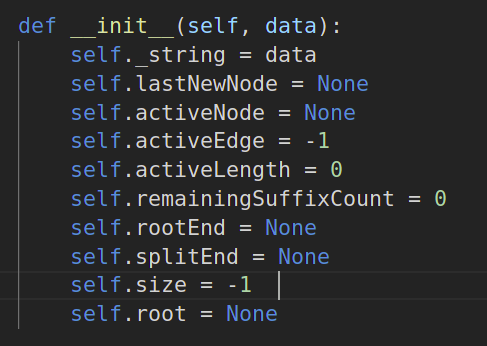 def __init__(self, data):
    self._string = data
    self.lastNewNode = None
    self.activeNode = None
    self.activeEdge = -1
    self.activeLength = 0
    self.remainingSuffixCount = 0
    self.rootEnd = None
    self.splitEnd = None
    self.size = -1
    self.root = None